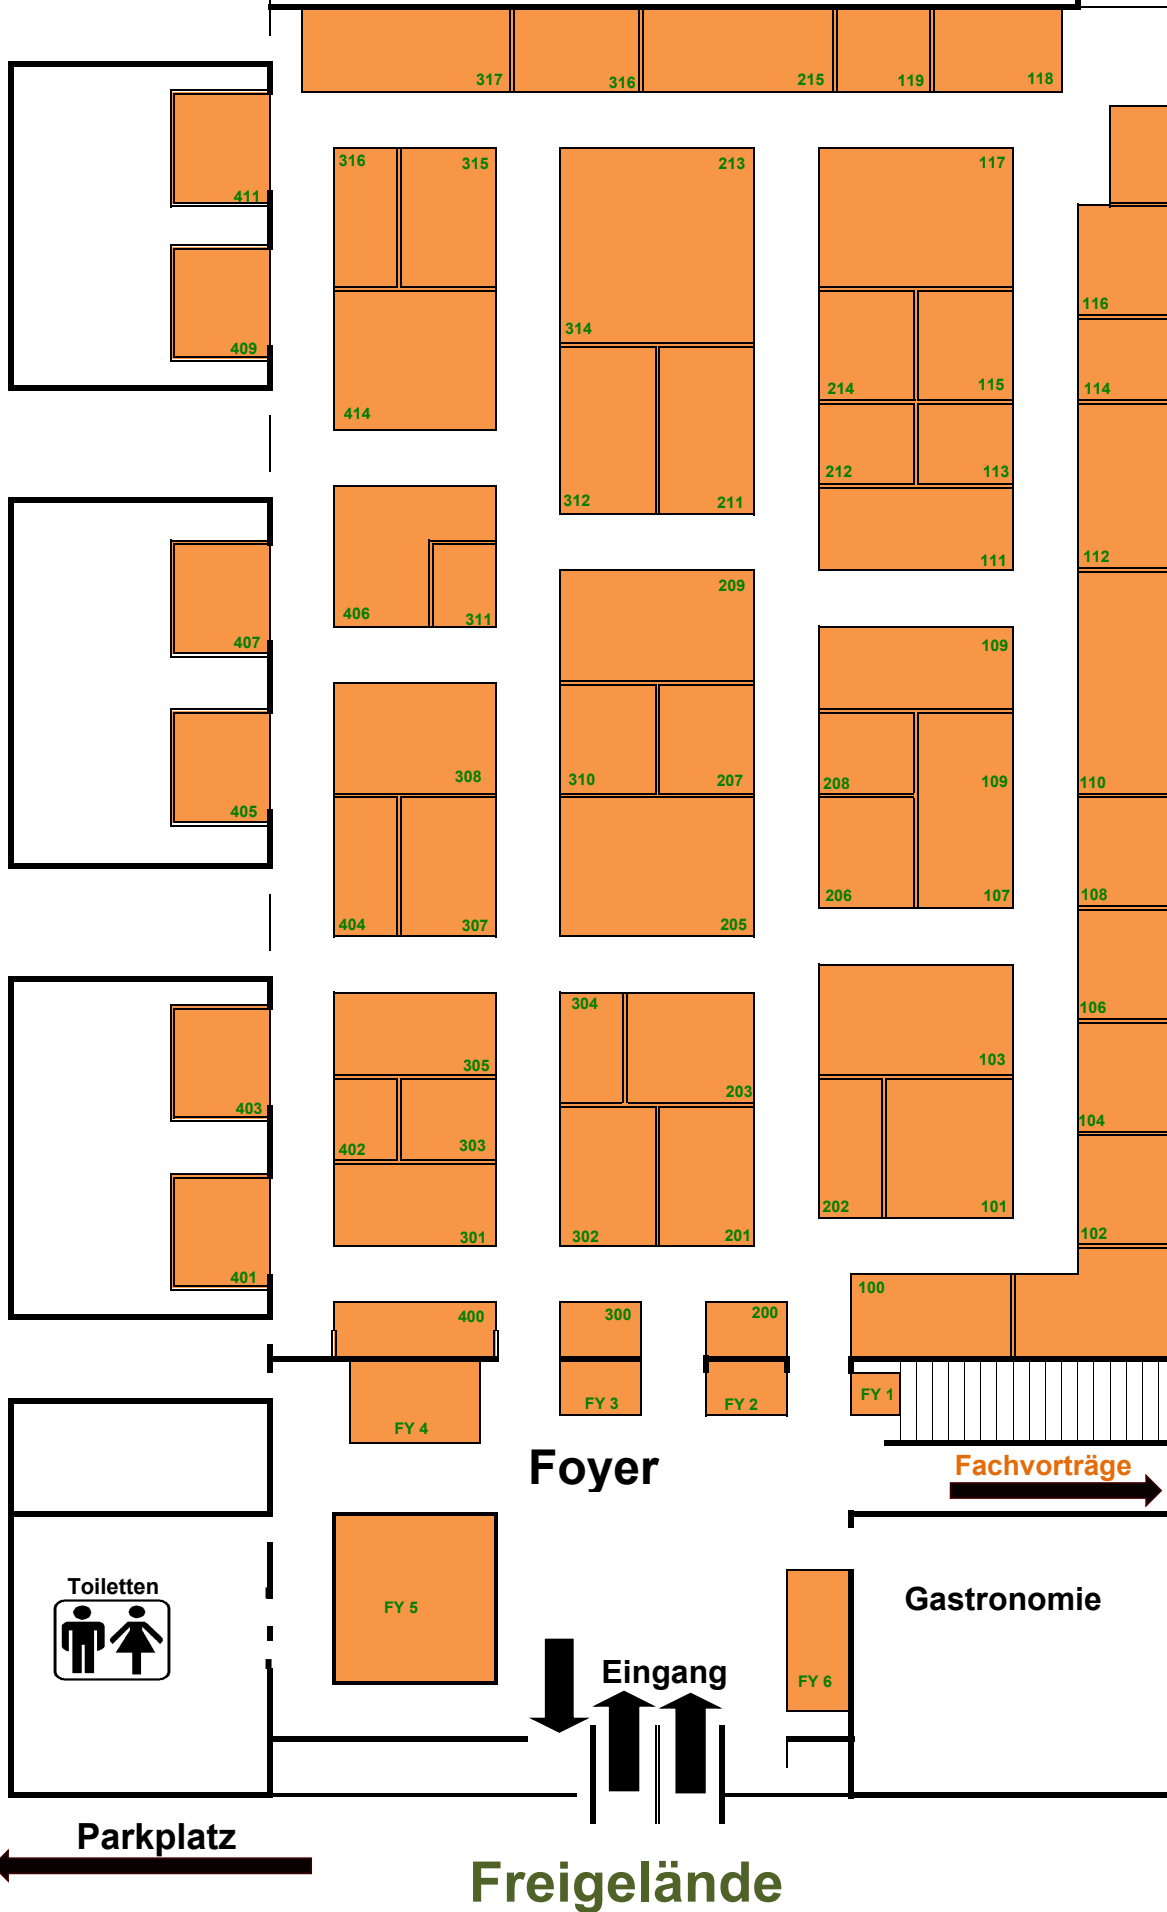 317 316 215 119 118
316 315 213 117
411
116
314
409
214 115 114
414
312 211 212 113
112
111
209
406 311
407
109
308 310 207 208 109 110
405
206 107 108
404 307 205
304
106
305 103
203
403
104
402 303
202 101
301 302 201 102
401
100
400 300 200
FY 1
FY 4 FY 3 FY 2
Foyer
Fachvorträge
Toiletten
Gastronomie
FY 5
Eingang
FY 6
Parkplatz
Freigelände